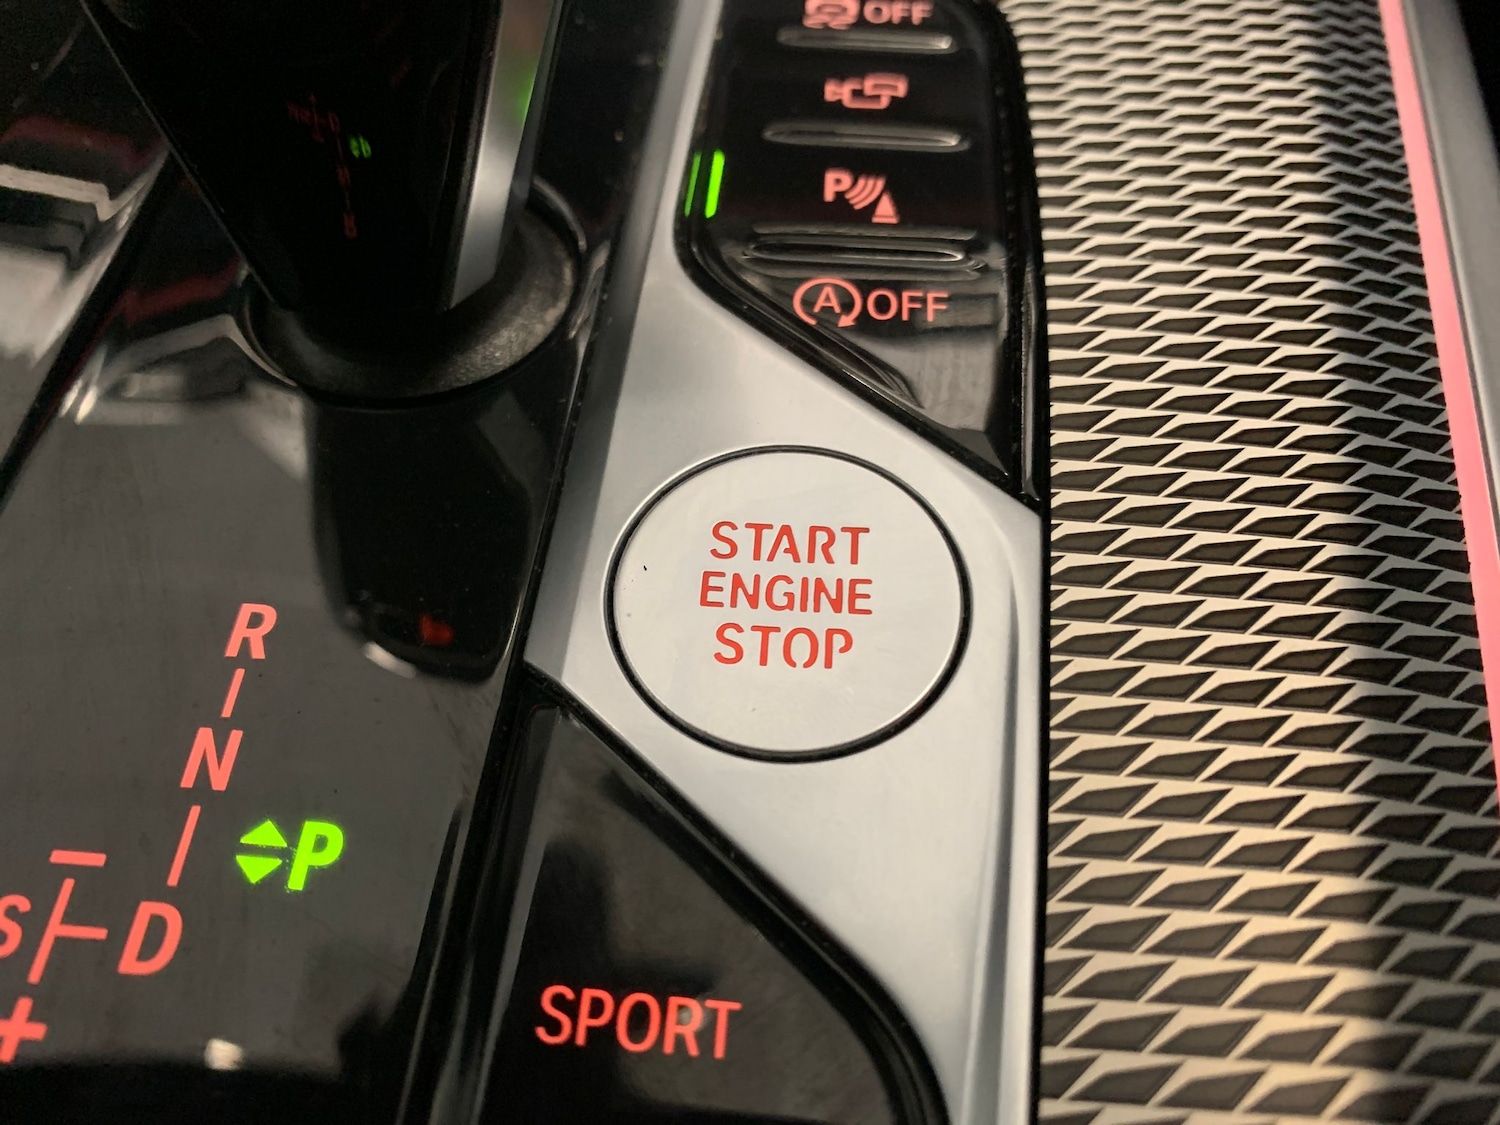 OFF
P
A OFF
START
ENGINE
STOP
R
N
P
S D
+
SPORT